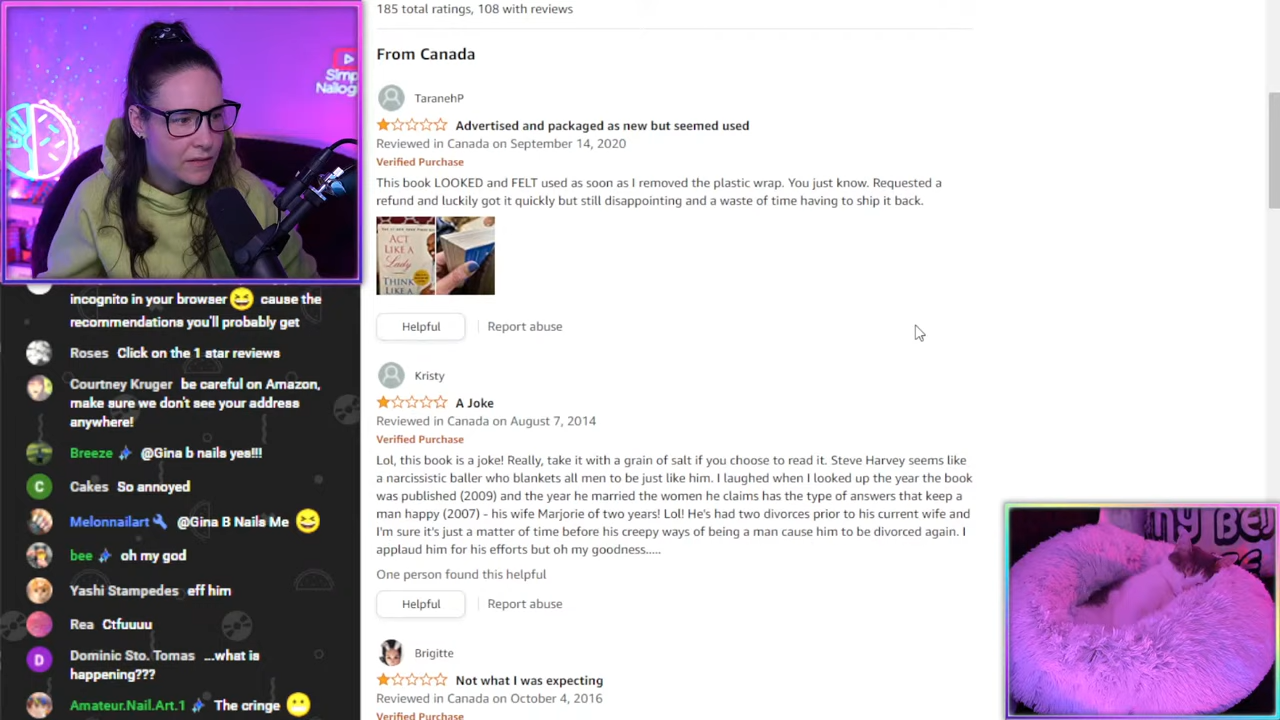 185 total ratings, 108 with reviews
From Canada
TaranehP
Advertised and packaged as new but seemed used
Reviewed in Canada on September 14, 2020
Verified Purchase
This book LOOKED and FELT used as soon as I removed the plastic wrap. You just know. Requested a
refund and luckily got it quickly but still disappointing and a waste of time having to ship it back.
ACT
LIKE A
Lady
THINK
LIKE A
Helpful
Report abuse
Kristy
A Joke
Reviewed in Canada on August 7, 2014
Verified Purchase
Lol, this book is a joke! Really, take it with a grain of salt if you choose to read it. Steve Harvey seems like
a narcissistic baller who blankets all men to be just like him. I laughed when I looked up the year the book
was published (2009) and the year he married the women he claims has the type of answers that keep a
man happy (2007) - his wife Marjorie of two years! Lol! He's had two divorces prior to his current wife and
I'm sure it's just a matter of time before his creepy ways of being a man cause him to be divorced again. I
applaud him for his efforts but oh my goodness.....
One person found this helpful
Helpful
Report abuse
Brigitte
Not what I was expecting
Reviewed in Canada on October 4, 2016
Verified Purchase
incognito in your browser 😆 cause the
recommendations you'll probably get
Roses Click on the 1 star reviews
Courtney Kruger be careful on Amazon,
make sure we don't see your address
anywhere!
Breeze @Gina b nails yes!!!
C
Cakes So annoyed
Melonnailart @Gina B Nails Me 😆
bee oh my god
Yashi Stampedes eff him
Rea Ctfuuuu
D
Dominic Sto. Tomas ...what is
happening???
Amateur.Nail.Art.1 The cringe 😬
Simp
Nailog
MY BE